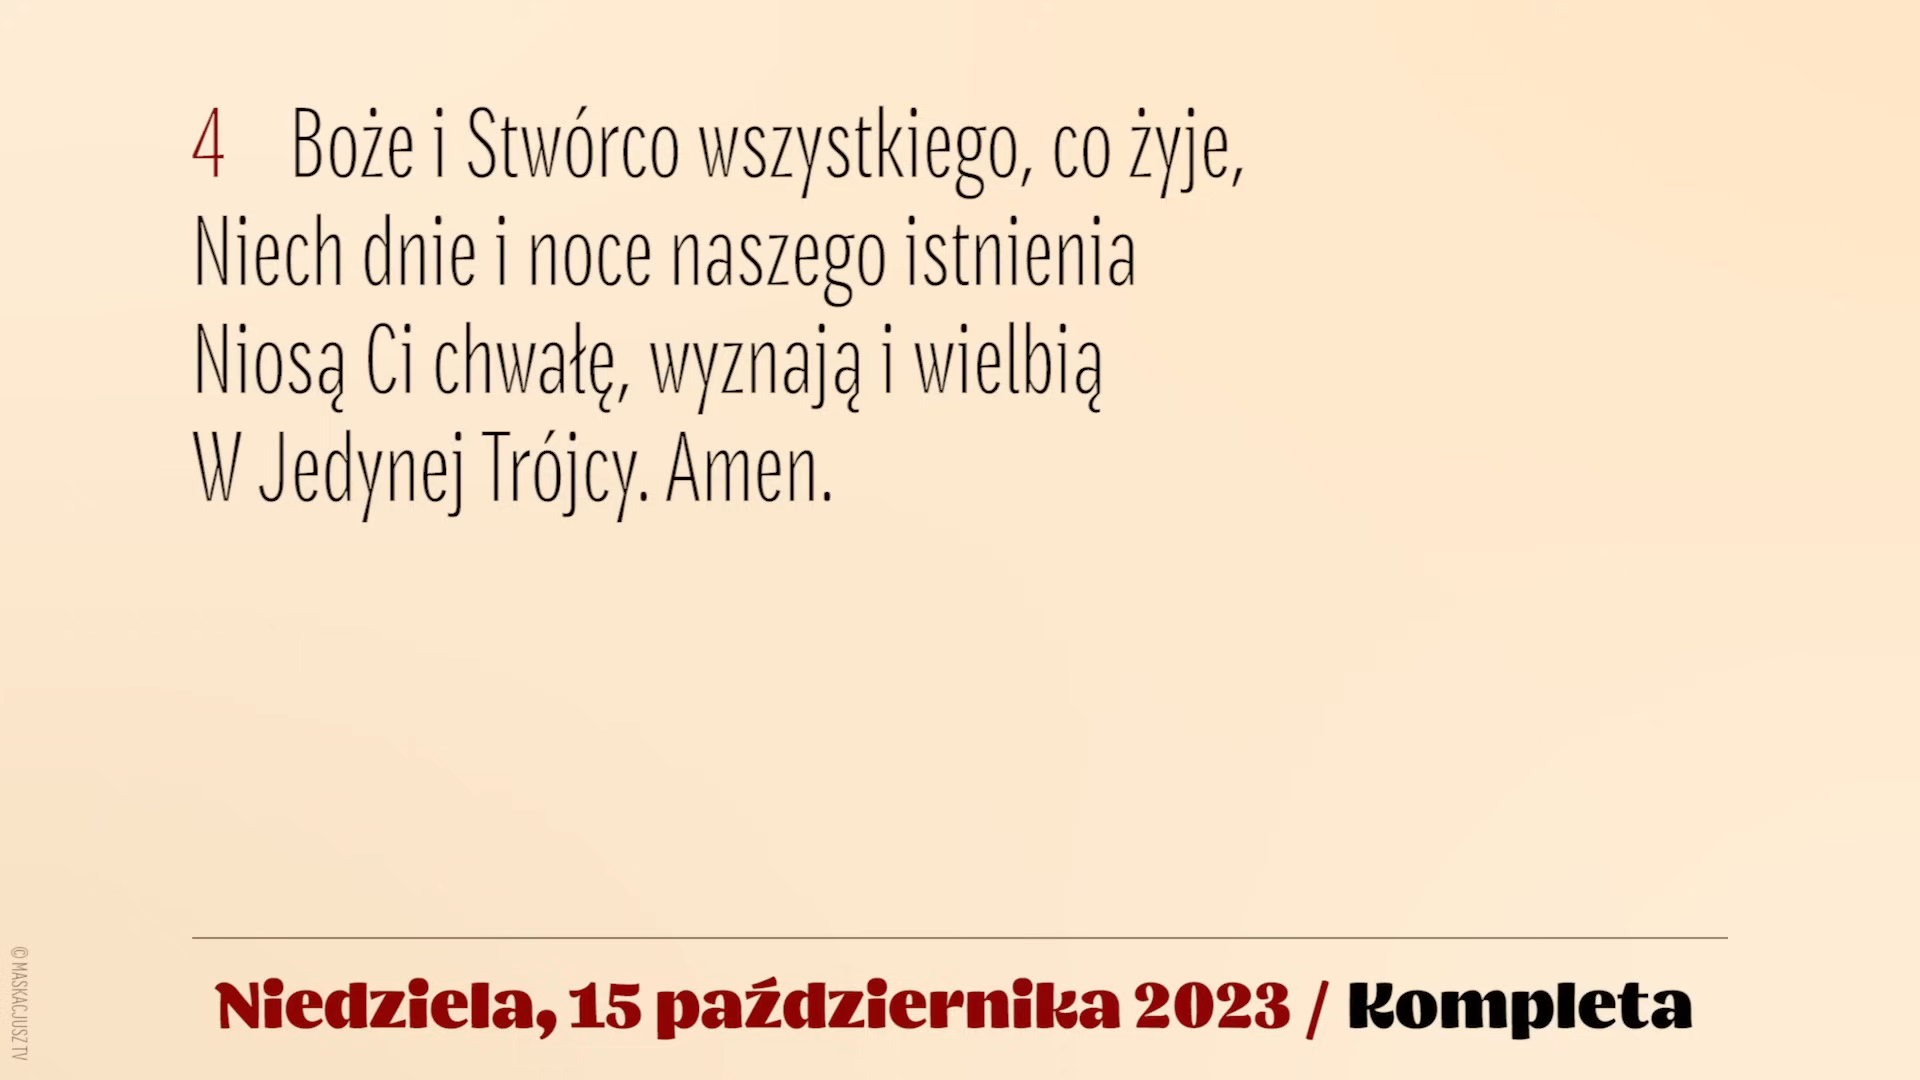 4 Boże i Stwórco wszystkiego, co żyje,
Niech dnie i noce naszego istnienia
Niosą Ci chwałę, wyznają i wielbią
W Jedynej Trójcy. Amen.
Niedziela, 15 października 2023 / Kompleta
© MASKACJUSZ TV